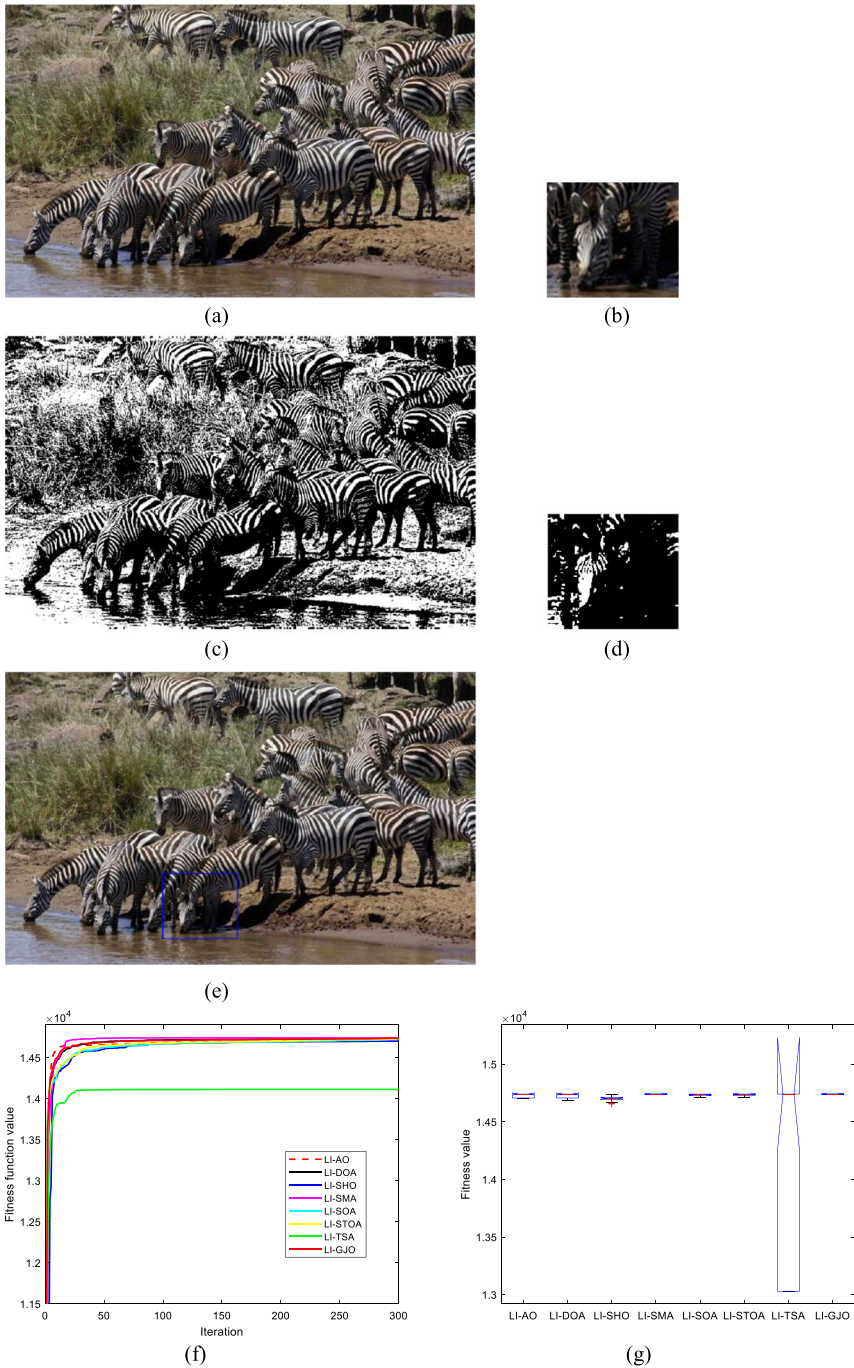 (a)
(b)
(c)
(d)
(e)
×10⁴
1.45
1.4
1.35
1.3
1.25
1.2
1.15
0
50
100
150
200
250
300
Fitness function value
Iteration
LI-AO
LI-DOA
LI-SHO
LI-SMA
LI-SOA
LI-STOA
LI-TSA
LI-GJO
(f)
×10⁴
1.5
1.45
1.4
1.35
1.3
Fitness value
LI-AO LI-DOA LI-SHO LI-SMA LI-SOA LI-STOA LI-TSA LI-GJO
(g)